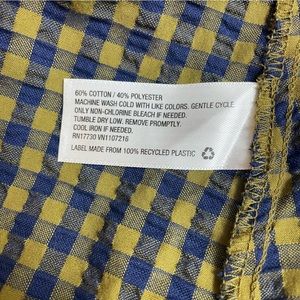 60% COTTON / 40% POLYESTER
MACHINE WASH COLD WITH LIKE COLORS. GENTLE CYCLE.
ONLY NON-CHLORINE BLEACH IF NEEDED.
TUMBLE DRY LOW. REMOVE PROMPTLY.
COOL IRON IF NEEDED.
RN17730 VN1107216
LABEL MADE FROM 100% RECYCLED PLASTIC